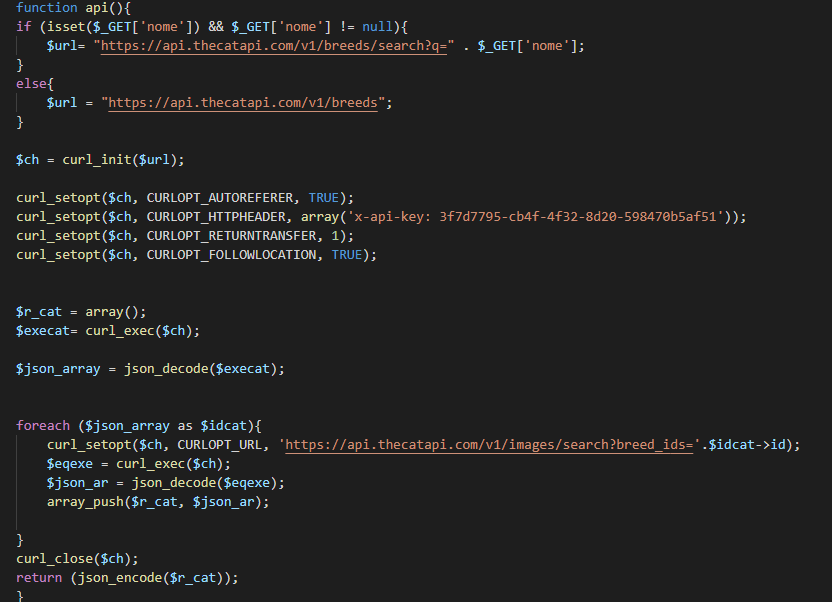 function api(){
if (isset($_GET['nome']) && $_GET['nome'] != null){
$url= "https://api.thecatapi.com/v1/breeds/search?q=" . $_GET['nome'];
}
else{
$url = "https://api.thecatapi.com/v1/breeds";
}
$ch = curl_init($url);
curl_setopt($ch, CURLOPT_AUTOREFERER, TRUE);
curl_setopt($ch, CURLOPT_HTTPHEADER, array('x-api-key: 3f7d7795-cb4f-4f32-8d20-598470b5af51'));
curl_setopt($ch, CURLOPT_RETURNTRANSFER, 1);
curl_setopt($ch, CURLOPT_FOLLOWLOCATION, TRUE);
$r_cat = array();
$execat= curl_exec($ch);
$json_array = json_decode($execat);
foreach ($json_array as $idcat){
curl_setopt($ch, CURLOPT_URL, 'https://api.thecatapi.com/v1/images/search?breed_ids='.$idcat->id);
$eqexe = curl_exec($ch);
$json_ar = json_decode($eqexe);
array_push($r_cat, $json_ar);
}
curl_close($ch);
return (json_encode($r_cat));
}